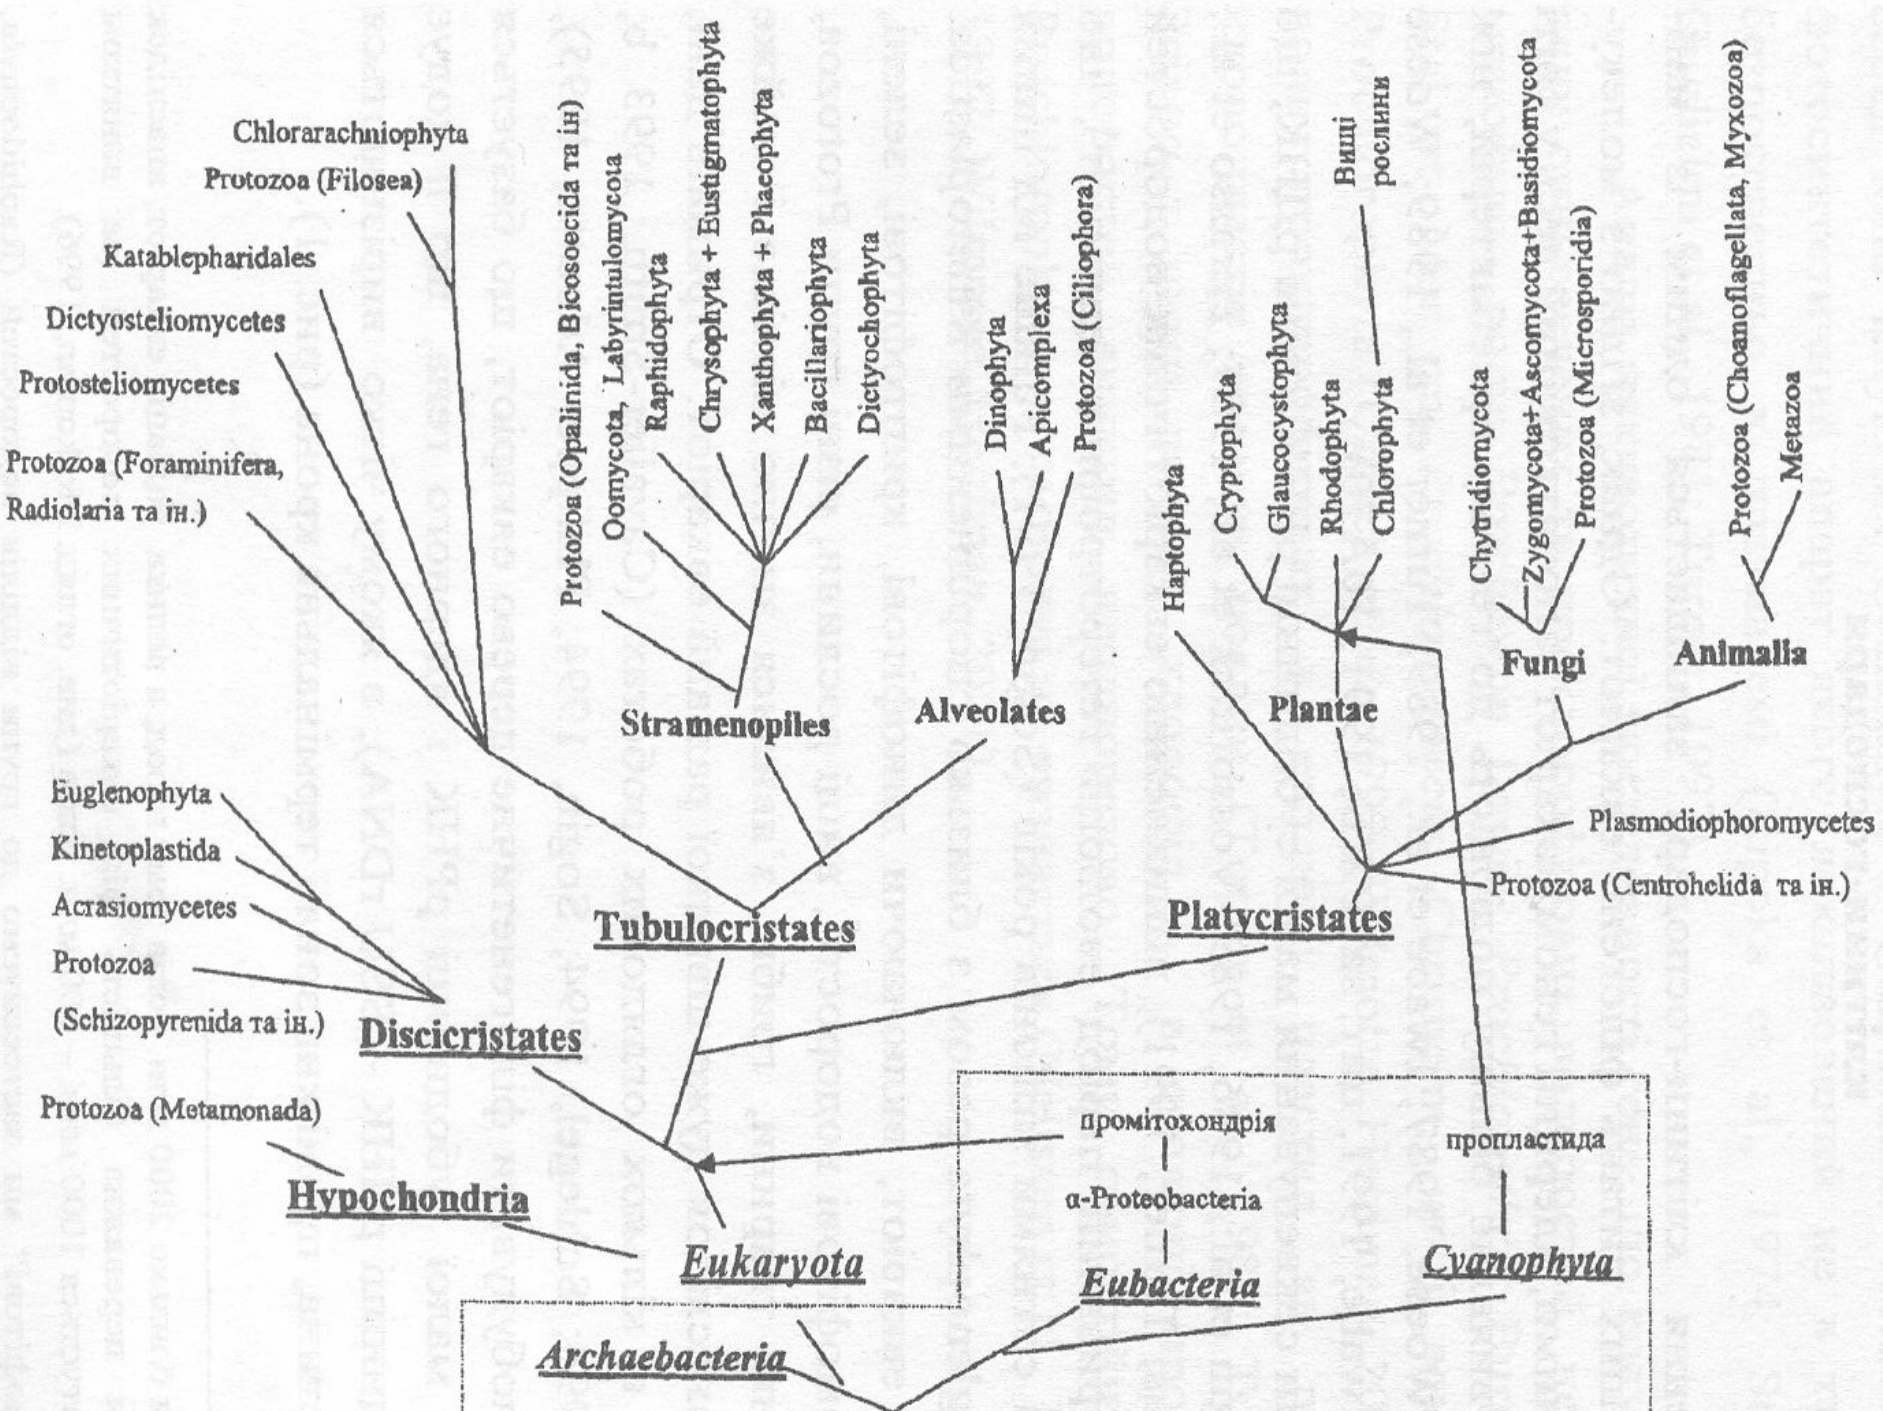 Chlorarachniophyta
Protozoa (Filosea)
Katablepharidales
Dictyosteliomycetes
Protosteliomycetes
Protozoa (Foraminifera,
Radiolaria та ін.)
Protozoa (Opalinida, Bicosoecida та ін)
Oomycota, Labyrintulomycota
Raphidophyta
Chrysophyta + Eustigmatophyta
Xanthophyta + Phaeophyta
Bacillariophyta
Dictyochophyta
Dinophyta
Apicomplexa
Protozoa (Ciliophora)
Haptophyta
Cryptophyta
Glaucocystophyta
Rhodophyta
Chlorophyta
Вищі
рослини
Chytridiomycota
Zygomycota+Ascomycota+Basidiomycota
Protozoa (Microsporidia)
Protozoa (Choanoflagellata, Myxozoa)
Metazoa
Stramenopiles
Alveolates
Plantae
Fungi
Animalia
Euglenophyta
Kinetoplastida
Acrasiomycetes
Protozoa
(Schizopyrenida та ін.)
Discicristates
Tubulocristates
Platycristates
Plasmodiophoromycetes
Protozoa (Centrohelida та ін.)
Protozoa (Metamonada)
Hypochondria
Eukaryota
промітохондрія
α-Proteobacteria
Eubacteria
пропластида
Cyanophyta
Archaebacteria